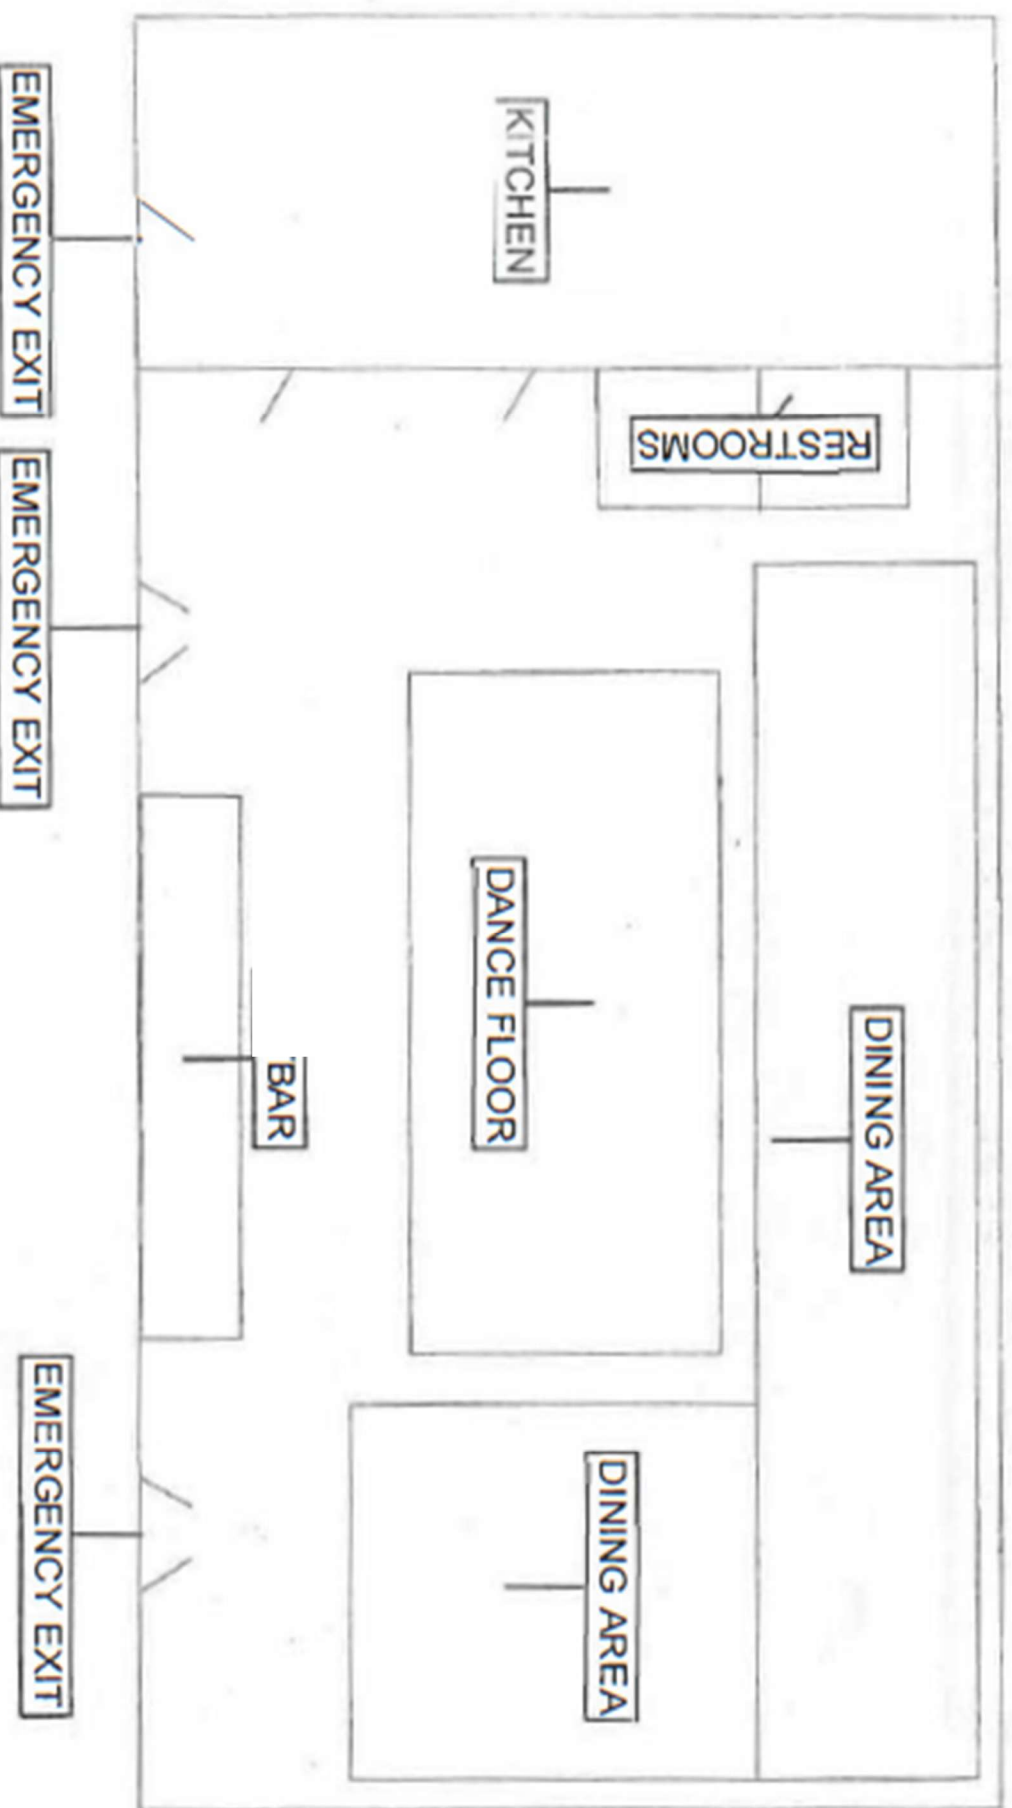 KITCHEN
EMERGENCY EXIT
RESTROOMS
EMERGENCY EXIT
DANCE FLOOR
DINING AREA
BAR
DINING AREA
EMERGENCY EXIT